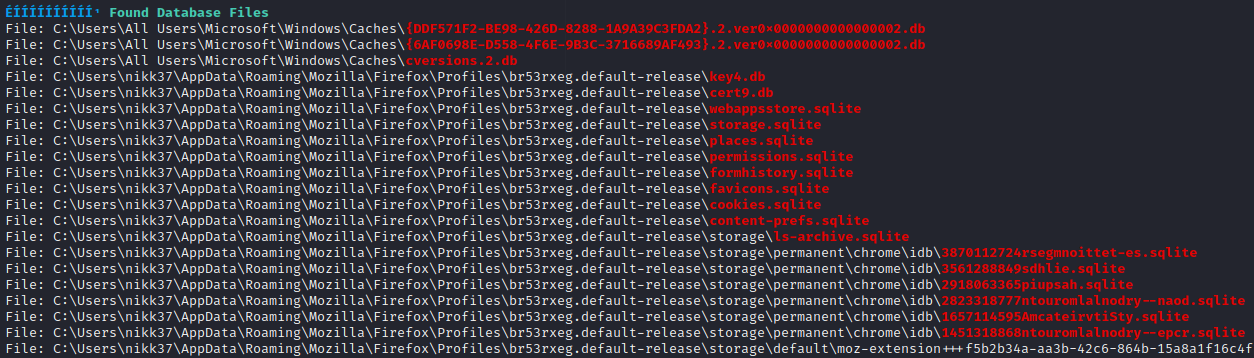 ÉÍÍÍÍÍÍÍÍÍÍ¹ Found Database Files
File: C:\Users\All Users\Microsoft\Windows\Caches\{DDF571F2-BE98-426D-8288-1A9A39C3FDA2}.2.ver0×0000000000000002.db
File: C:\Users\All Users\Microsoft\Windows\Caches\{6AF0698E-D558-4F6E-9B3C-3716689AF493}.2.ver0×0000000000000002.db
File: C:\Users\All Users\Microsoft\Windows\Caches\cversions.2.db
File: C:\Users\nikk37\AppData\Roaming\Mozilla\Firefox\Profiles\br53rxeg.default-release\key4.db
File: C:\Users\nikk37\AppData\Roaming\Mozilla\Firefox\Profiles\br53rxeg.default-release\cert9.db
File: C:\Users\nikk37\AppData\Roaming\Mozilla\Firefox\Profiles\br53rxeg.default-release\webappsstore.sqlite
File: C:\Users\nikk37\AppData\Roaming\Mozilla\Firefox\Profiles\br53rxeg.default-release\storage.sqlite
File: C:\Users\nikk37\AppData\Roaming\Mozilla\Firefox\Profiles\br53rxeg.default-release\places.sqlite
File: C:\Users\nikk37\AppData\Roaming\Mozilla\Firefox\Profiles\br53rxeg.default-release\permissions.sqlite
File: C:\Users\nikk37\AppData\Roaming\Mozilla\Firefox\Profiles\br53rxeg.default-release\formhistory.sqlite
File: C:\Users\nikk37\AppData\Roaming\Mozilla\Firefox\Profiles\br53rxeg.default-release\favicons.sqlite
File: C:\Users\nikk37\AppData\Roaming\Mozilla\Firefox\Profiles\br53rxeg.default-release\cookies.sqlite
File: C:\Users\nikk37\AppData\Roaming\Mozilla\Firefox\Profiles\br53rxeg.default-release\content-prefs.sqlite
File: C:\Users\nikk37\AppData\Roaming\Mozilla\Firefox\Profiles\br53rxeg.default-release\storage\ls-archive.sqlite
File: C:\Users\nikk37\AppData\Roaming\Mozilla\Firefox\Profiles\br53rxeg.default-release\storage\permanent\chrome\idb\3870112724rsegmnoittet-es.sqlite
File: C:\Users\nikk37\AppData\Roaming\Mozilla\Firefox\Profiles\br53rxeg.default-release\storage\permanent\chrome\idb\3561288849sdhlie.sqlite
File: C:\Users\nikk37\AppData\Roaming\Mozilla\Firefox\Profiles\br53rxeg.default-release\storage\permanent\chrome\idb\2918063365piupsah.sqlite
File: C:\Users\nikk37\AppData\Roaming\Mozilla\Firefox\Profiles\br53rxeg.default-release\storage\permanent\chrome\idb\2823318777ntouromlalnodry--naod.sqlite
File: C:\Users\nikk37\AppData\Roaming\Mozilla\Firefox\Profiles\br53rxeg.default-release\storage\permanent\chrome\idb\1657114595AmcateirvtiSty.sqlite
File: C:\Users\nikk37\AppData\Roaming\Mozilla\Firefox\Profiles\br53rxeg.default-release\storage\permanent\chrome\idb\1451318868ntouromlalnodry--epcr.sqlite
File: C:\Users\nikk37\AppData\Roaming\Mozilla\Firefox\Profiles\br53rxeg.default-release\storage\default\moz-extension+++f5b2b34a-aa3b-42c6-864b-15a8a1f16c4f